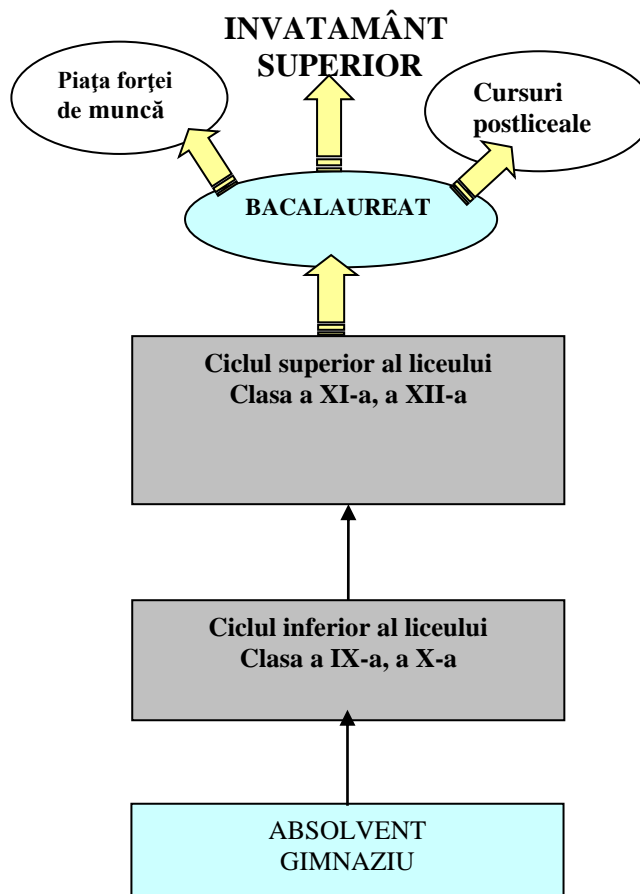 INVATAMÂNT
SUPERIOR
Piaţa forţei
de muncă
Cursuri
postliceale
BACALAUREAT
Ciclul superior al liceului
Clasa a XI-a, a XII-a
Ciclul inferior al liceului
Clasa a IX-a, a X-a
ABSOLVENT
GIMNAZIU